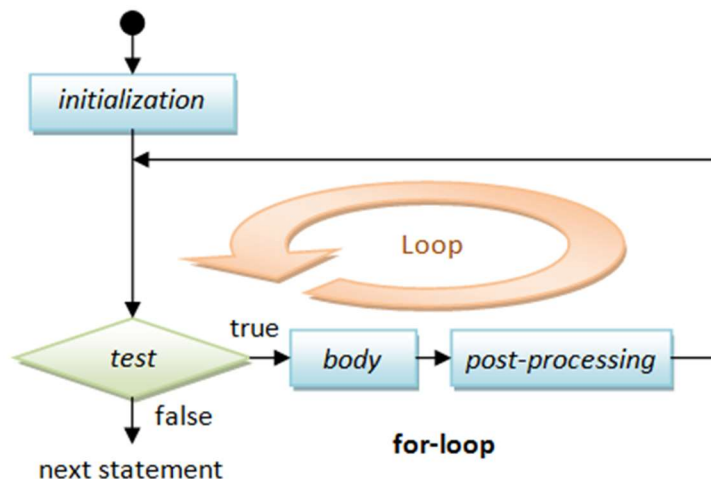 initialization
Loop
true
test
body
post-processing
false
for-loop
next statement